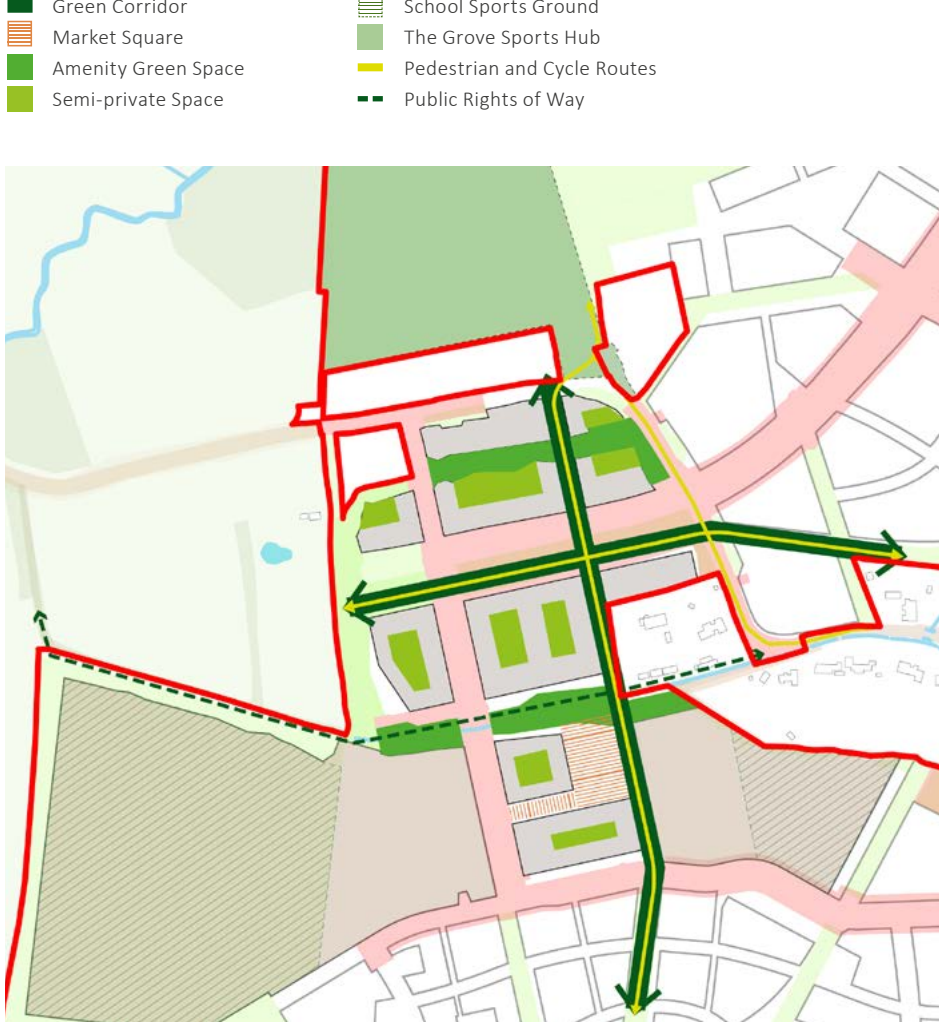 Green Corridor
Market Square
Amenity Green Space
Semi-private Space
School Sports Ground
The Grove Sports Hub
Pedestrian and Cycle Routes
Public Rights of Way